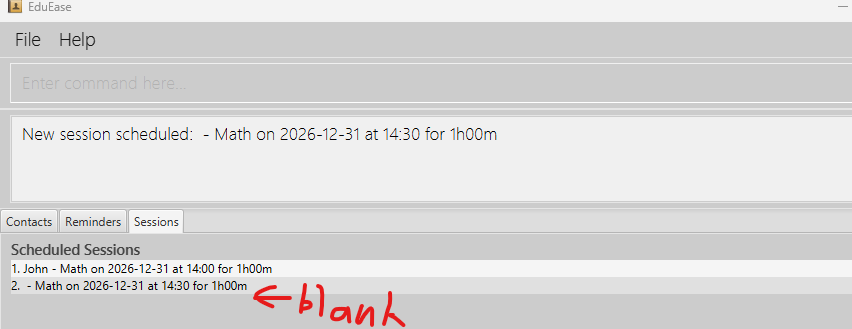 EduEase
File Help
Enter command here...
New session scheduled:  - Math on 2026-12-31 at 14:30 for 1h00m
Contacts Reminders Sessions
Scheduled Sessions
1. John - Math on 2026-12-31 at 14:00 for 1h00m
2.  - Math on 2026-12-31 at 14:30 for 1h00m
blank